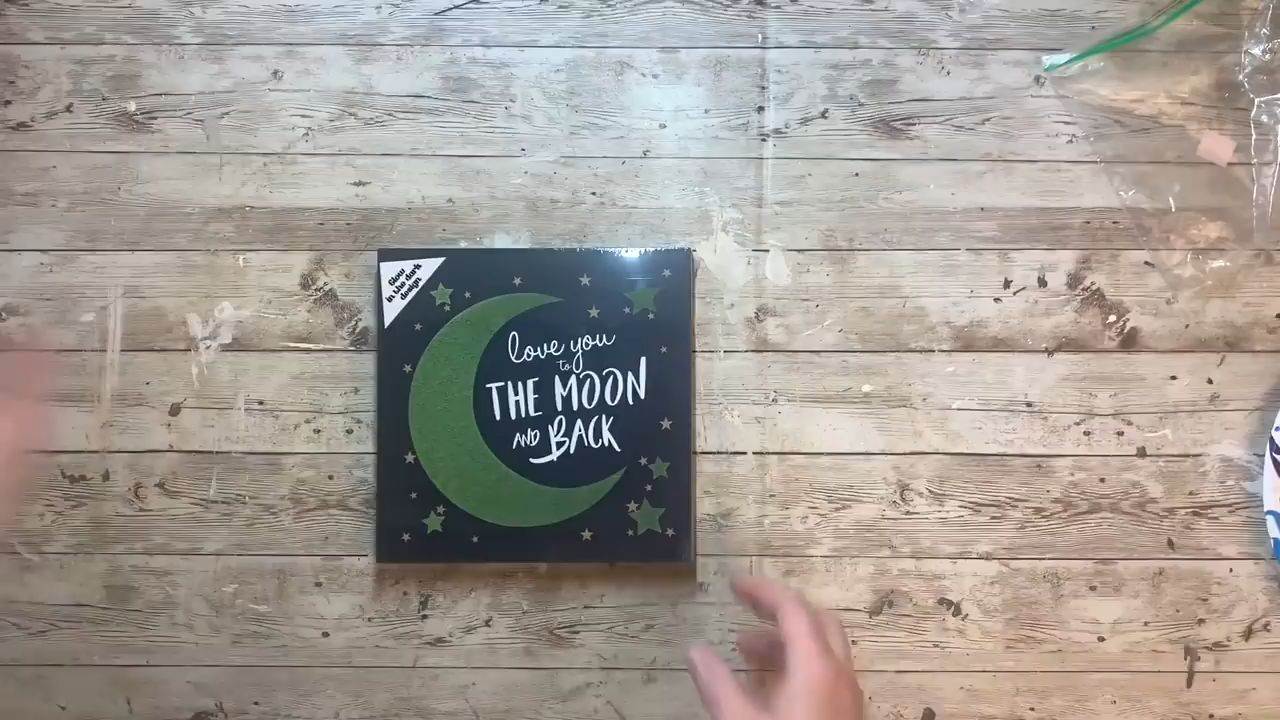 Glow
in the dark
design
love you
to
THE MOON
AND BACK